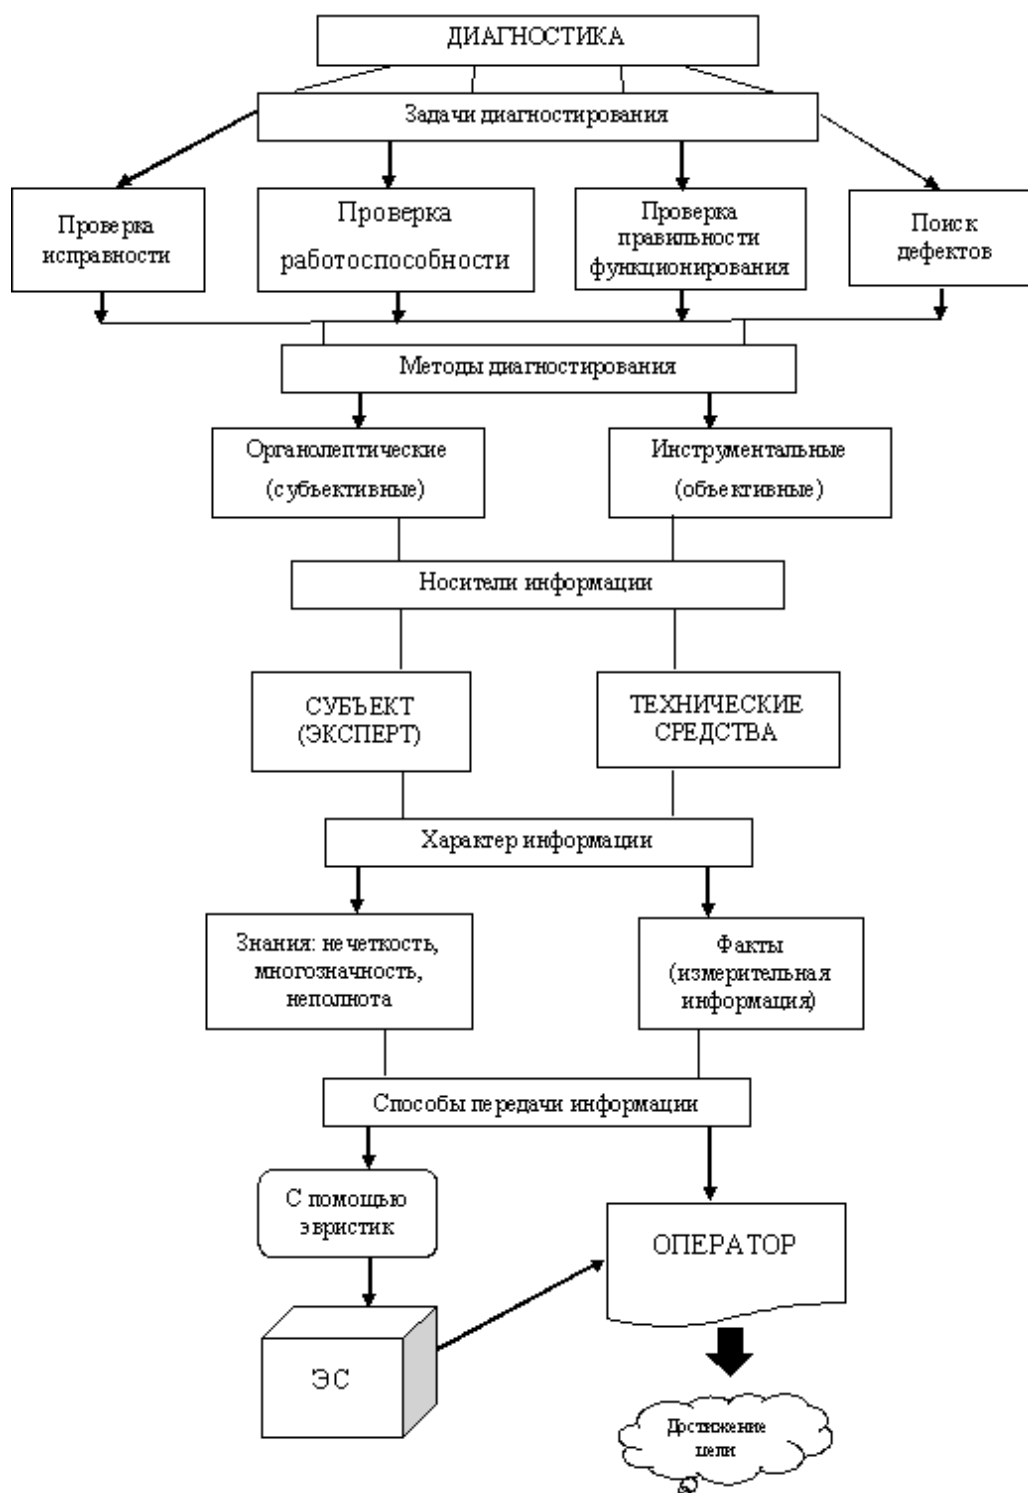 ДИАГНОСТИКА
Задачи диагностирования
Проверка
исправности
Проверка
работоспособности
Проверка
правильности
функционирования
Поиск
дефектов
Методы диагностирования
Органолептические
(субъективные)
Инструментальные
(объективные)
Носители информации
СУБЪЕКТ
(ЭКСПЕРТ)
ТЕХНИЧЕСКИЕ
СРЕДСТВА
Характер информации
Знания: нечеткость,
многозначность,
неполнота
Факты
(измерительная
информация)
Способы передачи информации
С помощью
эвристик
ОПЕРАТОР
ЭС
Достижение
цели